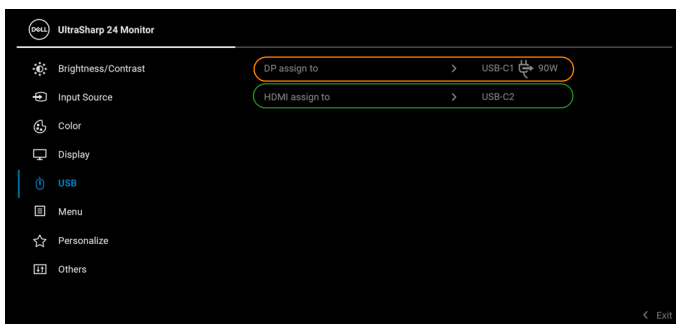 DELL UltraSharp 24 Monitor
Brightness/Contrast
DP assign to > USB-C1 90W
Input Source
HDMI assign to > USB-C2
Color
Display
USB
Menu
Personalize
Others
< Exit